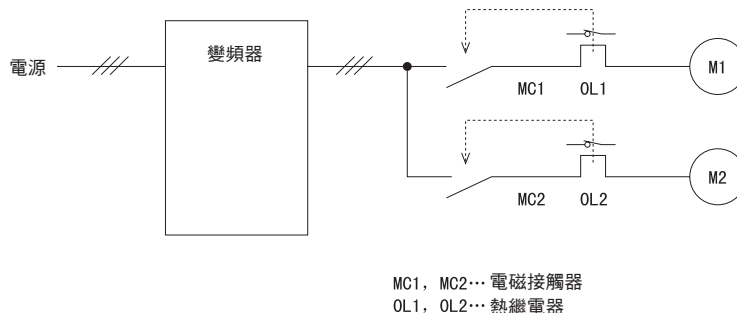 電源
變頻器
MC1 OL1
M1
MC2 OL2
M2
MC1, MC2… 電磁接觸器
OL1, OL2… 熱繼電器